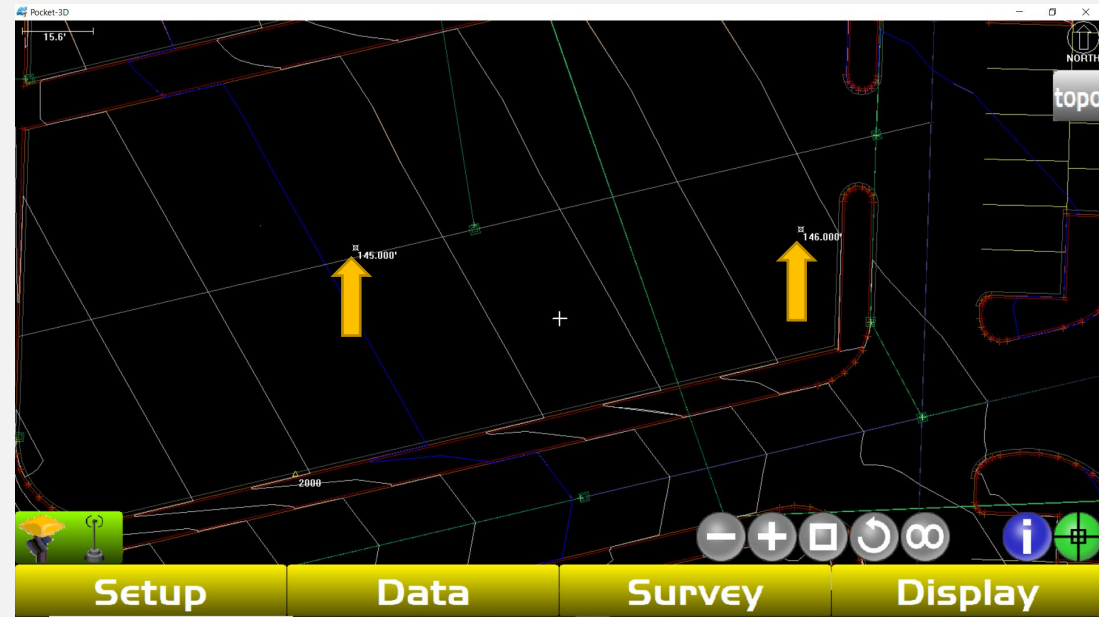 Pocket-3D
15.6'
NORTH
topo
146.000'
145.000'
2000
Setup
Data
Survey
Display